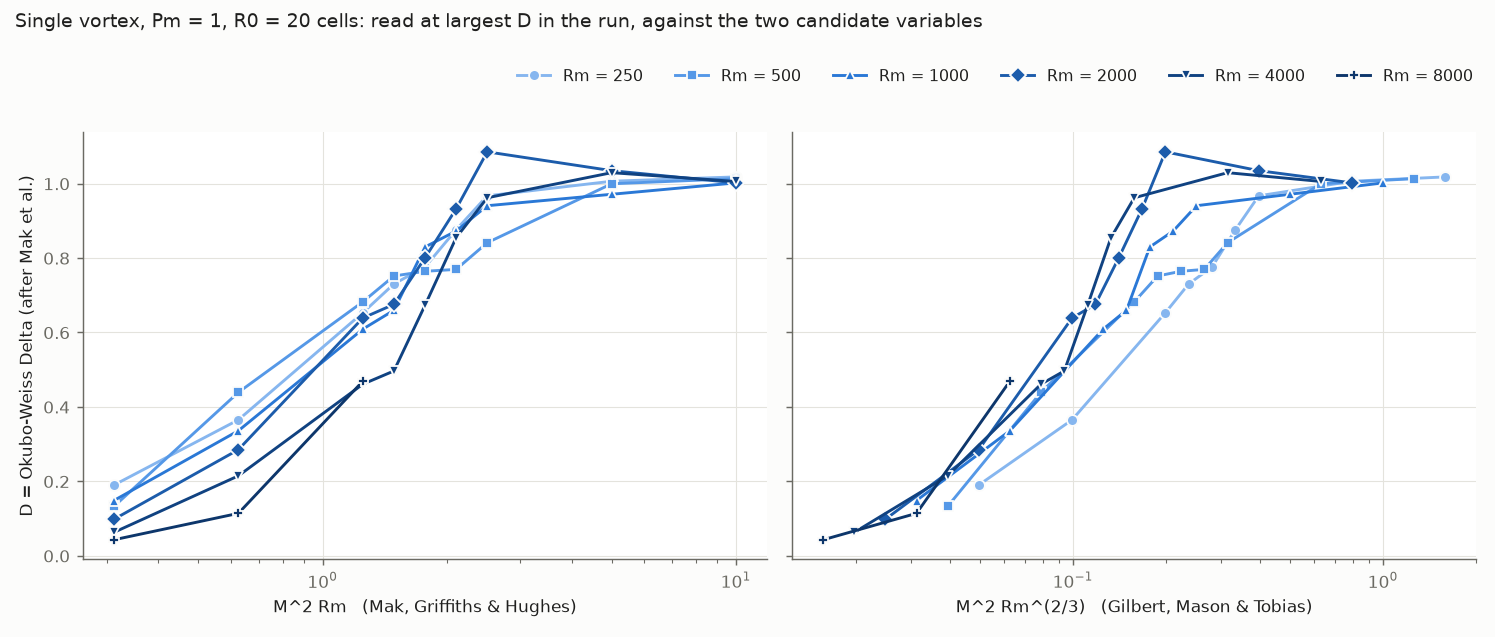 Single vortex, Pm = 1, R0 = 20 cells: read at largest D in the run, against the two candidate variables
Rm = 250 Rm = 500 Rm = 1000 Rm = 2000 Rm = 4000 Rm = 8000
D = Okubo-Weiss Delta (after Mak et al.)
1.0
0.8
0.6
0.4
0.2
0.0
10^0 10^1
10^−1 10^0
M^2 Rm (Mak, Griffiths & Hughes)
M^2 Rm^(2/3) (Gilbert, Mason & Tobias)